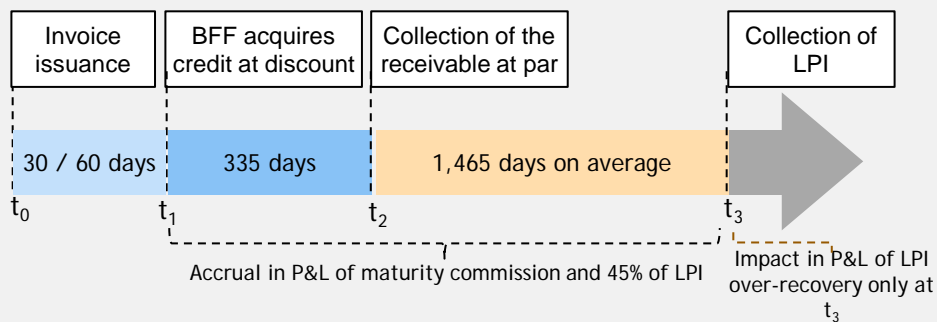 Invoice
issuance
BFF acquires
credit at discount
Collection of the
receivable at par
Collection of
LPI
30 / 60 days
335 days
1,465 days on average
t0
t1
t2
t3
Accrual in P&L of maturity commission and 45% of LPI
Impact in P&L of LPI
over-recovery only at
t3